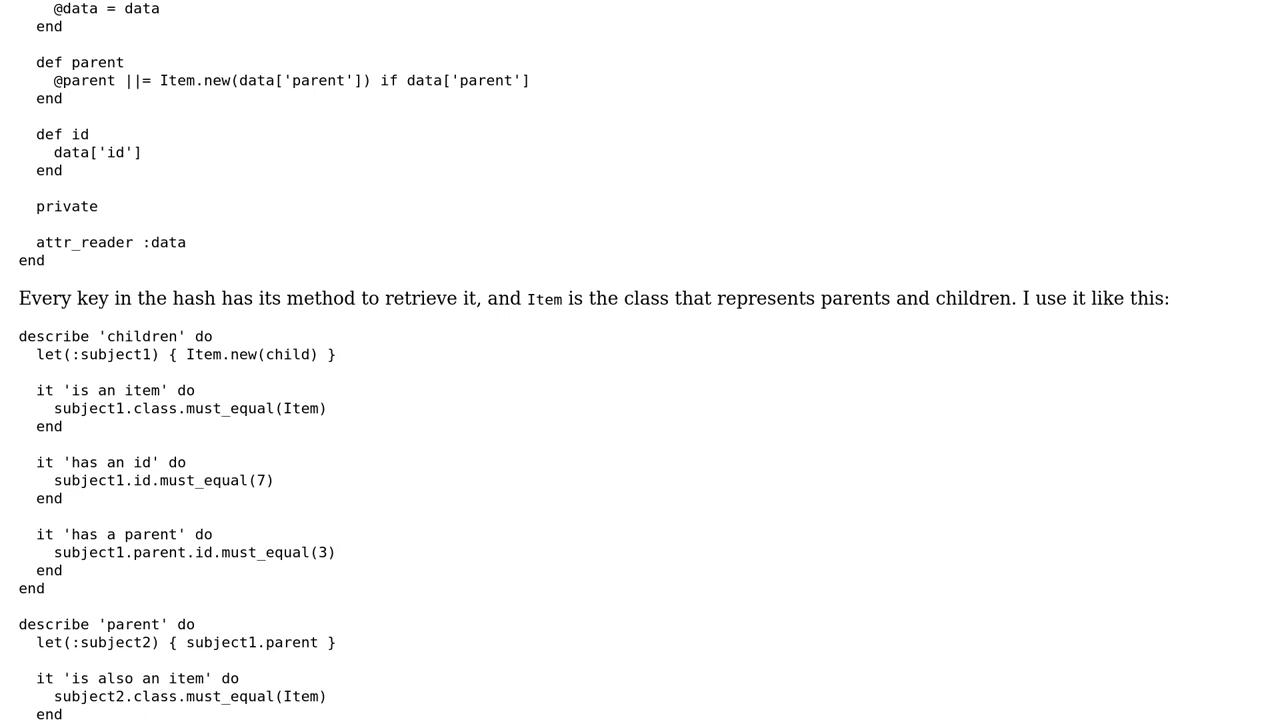 @data = data
end
def parent
@parent ||= Item.new(data['parent']) if data['parent']
end
def id
data['id']
end
private
attr_reader :data
end
Every key in the hash has its method to retrieve it, and Item is the class that represents parents and children. I use it like this:
describe 'children' do
let(:subject1) { Item.new(child) }
it 'is an item' do
subject1.class.must_equal(Item)
end
it 'has an id' do
subject1.id.must_equal(7)
end
it 'has a parent' do
subject1.parent.id.must_equal(3)
end
end
describe 'parent' do
let(:subject2) { subject1.parent }
it 'is also an item' do
subject2.class.must_equal(Item)
end